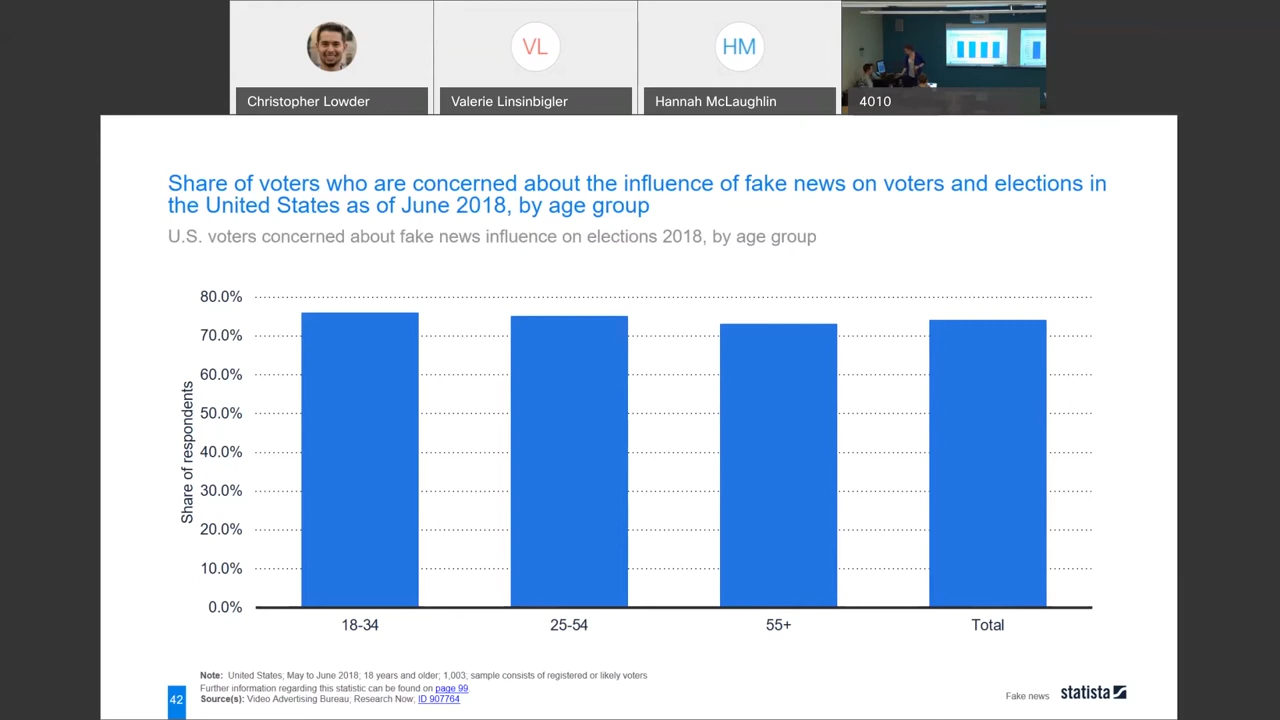 VL
HM
Christopher Lowder
Valerie Linsinbigler
Hannah McLaughlin
4010
Share of voters who are concerned about the influence of fake news on voters and elections in
the United States as of June 2018, by age group
U.S. voters concerned about fake news influence on elections 2018, by age group
Share of respondents
80.0%
70.0%
60.0%
50.0%
40.0%
30.0%
20.0%
10.0%
0.0%
18-34
25-54
55+
Total
Note: United States; May to June 2018; 18 years and older; 1,003; sample consists of registered or likely voters
Further information regarding this statistic can be found on page 99.
Source(s): Video Advertising Bureau; Research Now; ID 907764
42
Fake news
statista